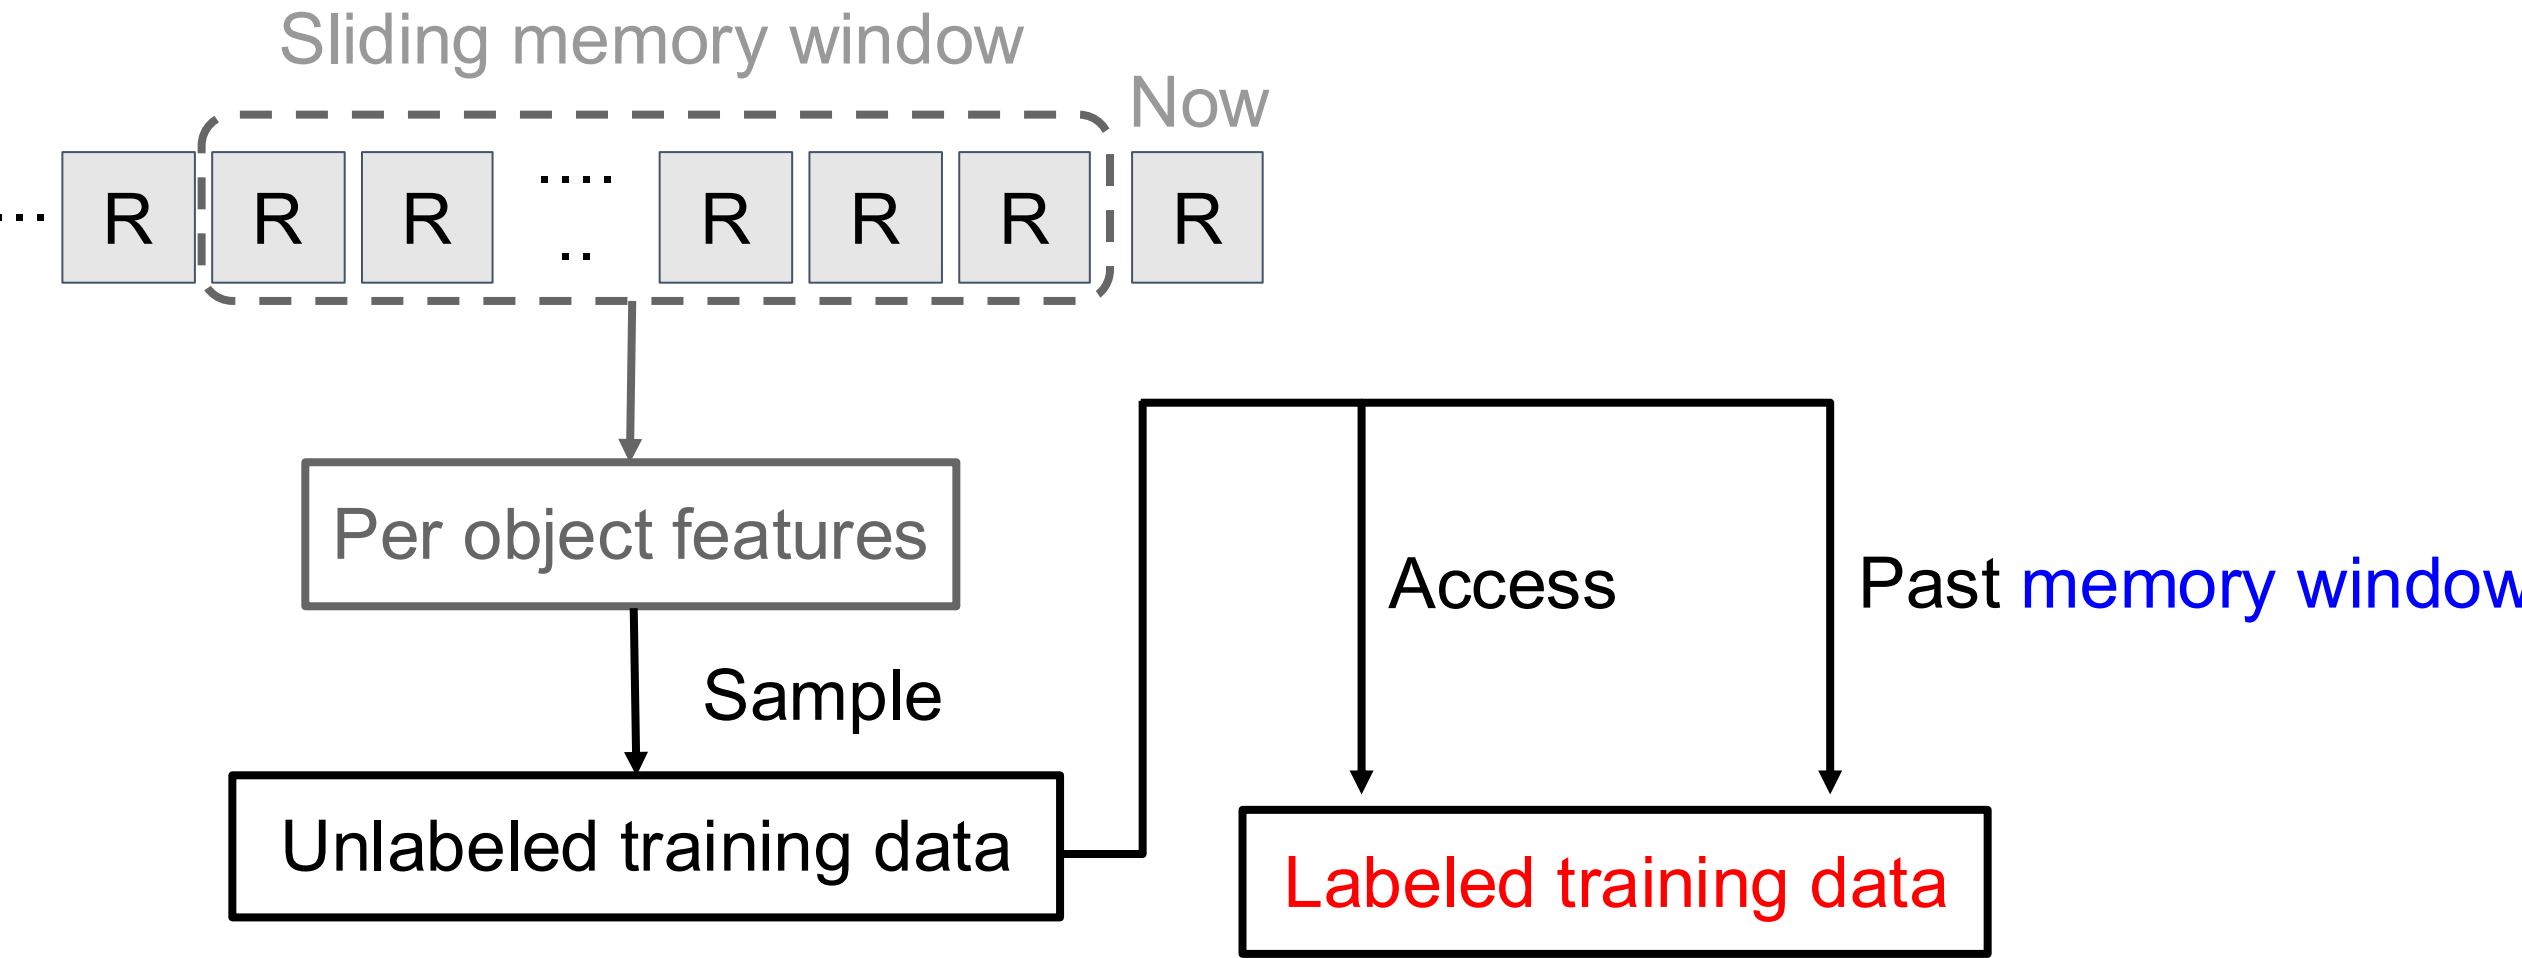 Sliding memory window
Now
... R R R .... .. R R R R
Per object features
Access
Past memory window
Sample
Unlabeled training data
Labeled training data